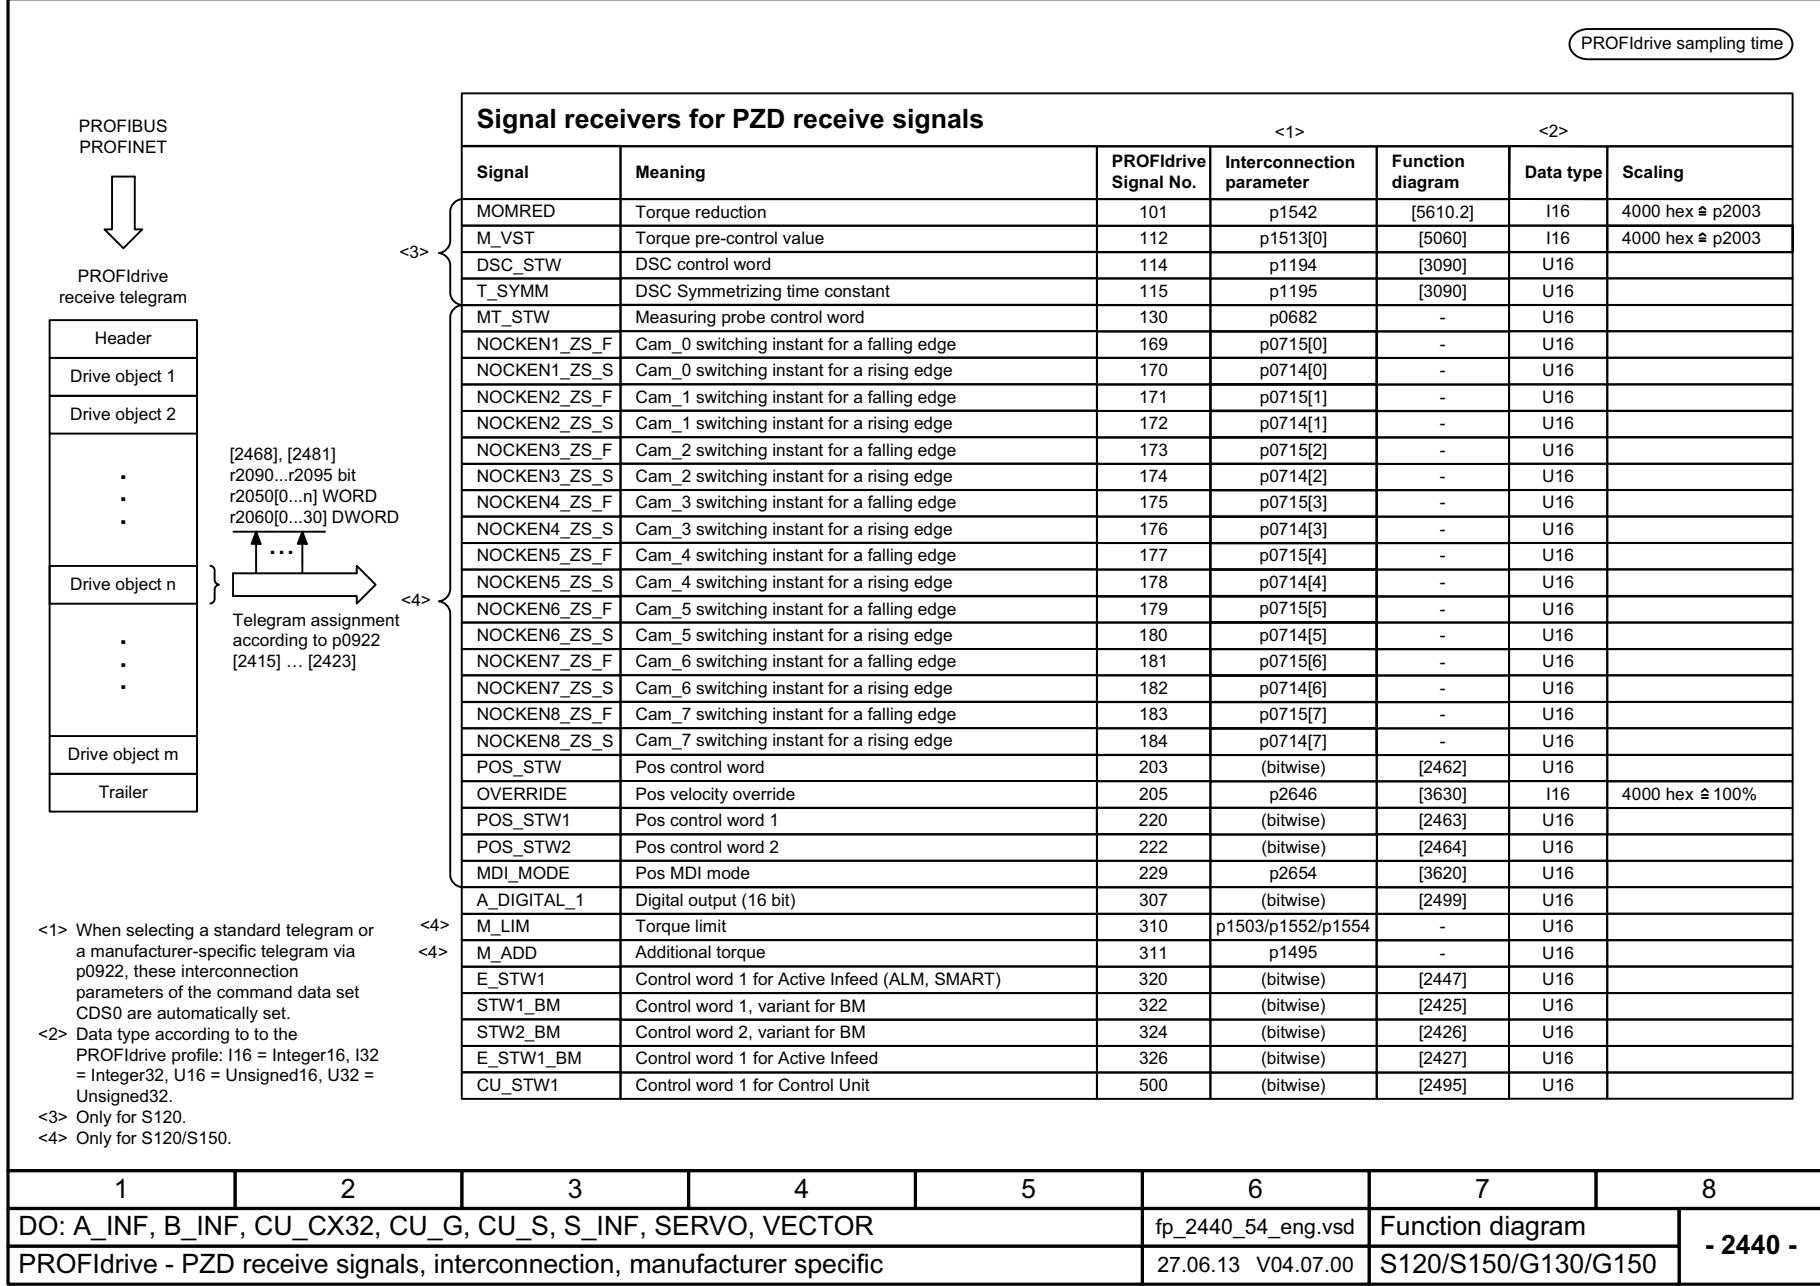 PROFIdrive sampling time
PROFIBUS
PROFINET
PROFIdrive
receive telegram
Header
Drive object 1
Drive object 2
.
.
.
Drive object n
.
.
.
Drive object m
Trailer
[2468], [2481]
r2090...r2095 bit
r2050[0...n] WORD
r2060[0...30] DWORD
...
Telegram assignment
according to p0922
[2415] … [2423]
<3>
<4>
<4>
<4>
Signal receivers for PZD receive signals <1> <2>
Signal Meaning PROFIdrive Signal No. Interconnection parameter Function diagram Data type Scaling
MOMRED Torque reduction 101 p1542 [5610.2] I16 4000 hex ≙ p2003
M_VST Torque pre-control value 112 p1513[0] [5060] I16 4000 hex ≙ p2003
DSC_STW DSC control word 114 p1194 [3090] U16
T_SYMM DSC Symmetrizing time constant 115 p1195 [3090] U16
MT_STW Measuring probe control word 130 p0682 - U16
NOCKEN1_ZS_F Cam_0 switching instant for a falling edge 169 p0715[0] - U16
NOCKEN1_ZS_S Cam_0 switching instant for a rising edge 170 p0714[0] - U16
NOCKEN2_ZS_F Cam_1 switching instant for a falling edge 171 p0715[1] - U16
NOCKEN2_ZS_S Cam_1 switching instant for a rising edge 172 p0714[1] - U16
NOCKEN3_ZS_F Cam_2 switching instant for a falling edge 173 p0715[2] - U16
NOCKEN3_ZS_S Cam_2 switching instant for a rising edge 174 p0714[2] - U16
NOCKEN4_ZS_F Cam_3 switching instant for a falling edge 175 p0715[3] - U16
NOCKEN4_ZS_S Cam_3 switching instant for a rising edge 176 p0714[3] - U16
NOCKEN5_ZS_F Cam_4 switching instant for a falling edge 177 p0715[4] - U16
NOCKEN5_ZS_S Cam_4 switching instant for a rising edge 178 p0714[4] - U16
NOCKEN6_ZS_F Cam_5 switching instant for a falling edge 179 p0715[5] - U16
NOCKEN6_ZS_S Cam_5 switching instant for a rising edge 180 p0714[5] - U16
NOCKEN7_ZS_F Cam_6 switching instant for a falling edge 181 p0715[6] - U16
NOCKEN7_ZS_S Cam_6 switching instant for a rising edge 182 p0714[6] - U16
NOCKEN8_ZS_F Cam_7 switching instant for a falling edge 183 p0715[7] - U16
NOCKEN8_ZS_S Cam_7 switching instant for a rising edge 184 p0714[7] - U16
POS_STW Pos control word 203 (bitwise) [2462] U16
OVERRIDE Pos velocity override 205 p2646 [3630] I16 4000 hex ≙ 100%
POS_STW1 Pos control word 1 220 (bitwise) [2463] U16
POS_STW2 Pos control word 2 222 (bitwise) [2464] U16
MDI_MODE Pos MDI mode 229 p2654 [3620] U16
A_DIGITAL_1 Digital output (16 bit) 307 (bitwise) [2499] U16
M_LIM Torque limit 310 p1503/p1552/p1554 - U16
M_ADD Additional torque 311 p1495 - U16
E_STW1 Control word 1 for Active Infeed (ALM, SMART) 320 (bitwise) [2447] U16
STW1_BM Control word 1, variant for BM 322 (bitwise) [2425] U16
STW2_BM Control word 2, variant for BM 324 (bitwise) [2426] U16
E_STW1_BM Control word 1 for Active Infeed 326 (bitwise) [2427] U16
CU_STW1 Control word 1 for Control Unit 500 (bitwise) [2495] U16
<1> When selecting a standard telegram or
a manufacturer-specific telegram via
p0922, these interconnection
parameters of the command data set
CDS0 are automatically set.
<2> Data type according to to the
PROFIdrive profile: I16 = Integer16, I32
= Integer32, U16 = Unsigned16, U32 =
Unsigned32.
<3> Only for S120.
<4> Only for S120/S150.
1 2 3 4 5 6 7 8
DO: A_INF, B_INF, CU_CX32, CU_G, CU_S, S_INF, SERVO, VECTOR fp_2440_54_eng.vsd Function diagram
- 2440 -
PROFIdrive - PZD receive signals, interconnection, manufacturer specific 27.06.13 V04.07.00 S120/S150/G130/G150